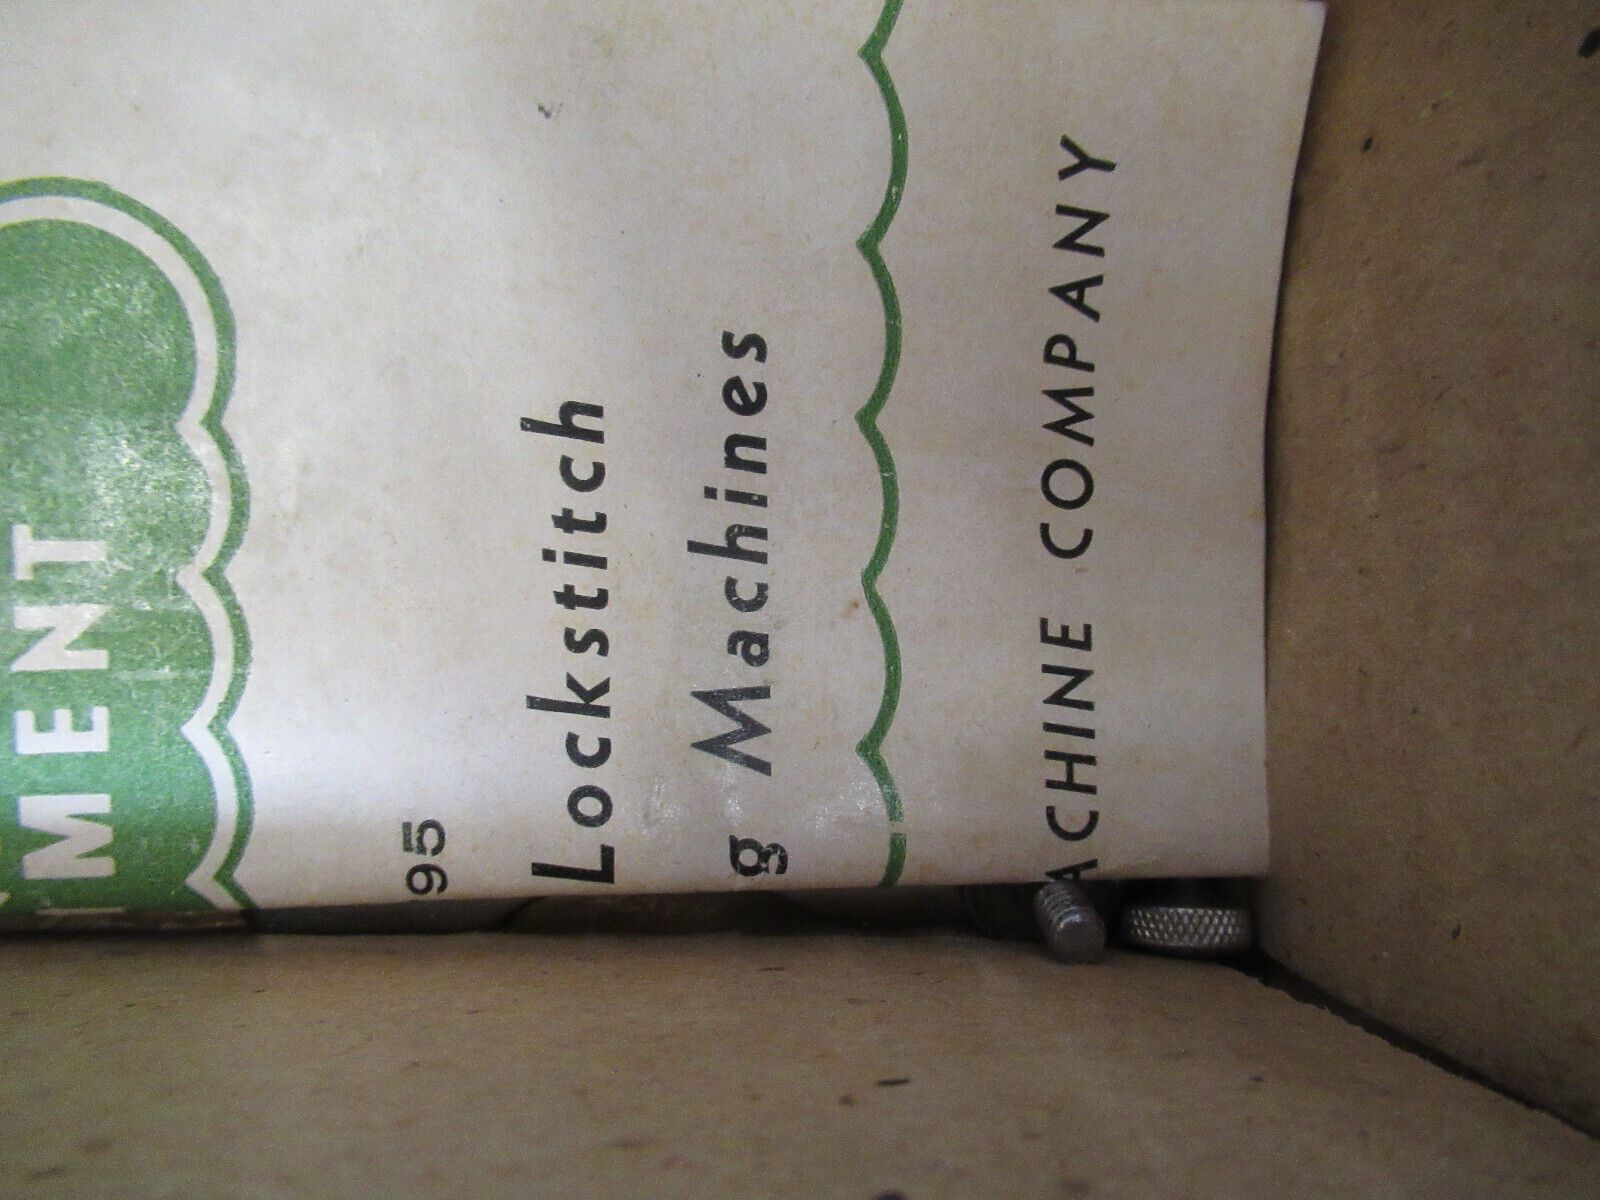 MENT
95
Lockstitch
g Machines
ACHINE COMPANY